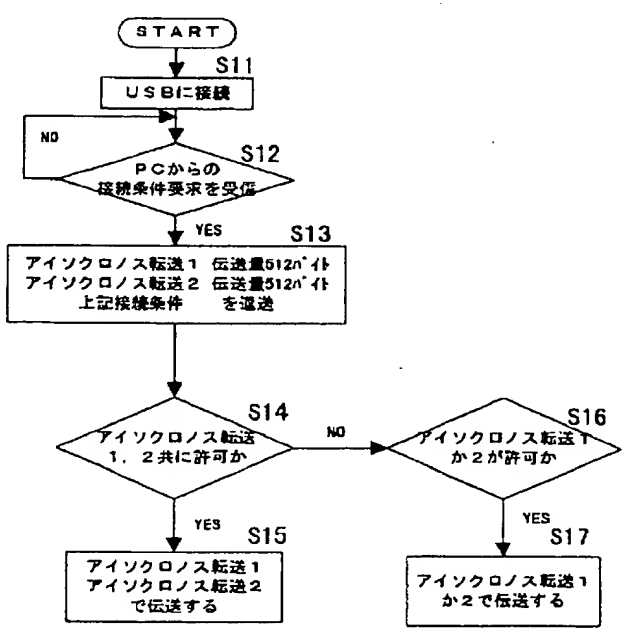 START
S11
USBに接続
NO
S12
PCからの
接続条件要求を受信
YES
S13
アイソクロノス転送1 伝送量512バイト
アイソクロノス転送2 伝送量512バイト
上記接続条件 を返送
S14
アイソクロノス転送
1,2共に許可か
NO
S16
アイソクロノス転送1
か2が許可か
YES
S15
アイソクロノス転送1
アイソクロノス転送2
で伝送する
YES
S17
アイソクロノス転送1
か2で伝送する